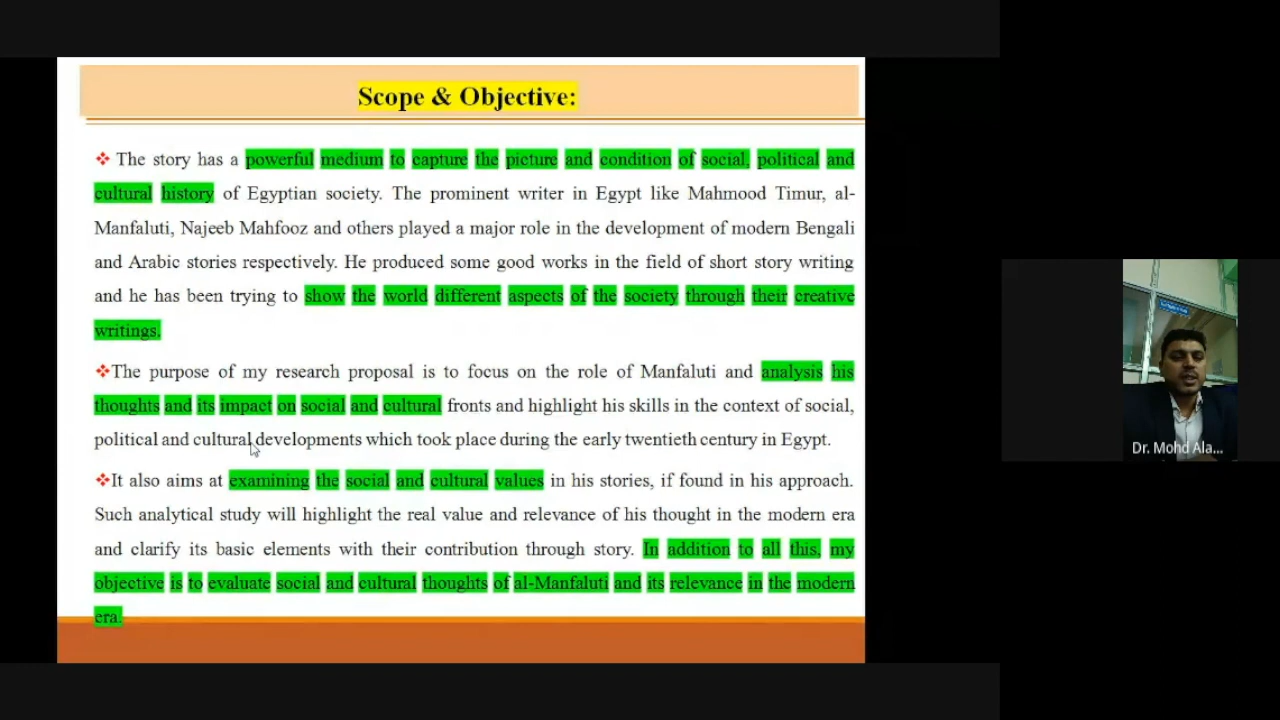 Scope & Objective:
❖ The story has a powerful medium to capture the picture and condition of social, political and
cultural history of Egyptian society. The prominent writer in Egypt like Mahmood Timur, al-
Manfaluti, Najeeb Mahfooz and others played a major role in the development of modern Bengali
and Arabic stories respectively. He produced some good works in the field of short story writing
and he has been trying to show the world different aspects of the society through their creative
writings.
❖The purpose of my research proposal is to focus on the role of Manfaluti and analysis his
thoughts and its impact on social and cultural fronts and highlight his skills in the context of social,
political and cultural developments which took place during the early twentieth century in Egypt.
❖It also aims at examining the social and cultural values in his stories, if found in his approach.
Such analytical study will highlight the real value and relevance of his thought in the modern era
and clarify its basic elements with their contribution through story. In addition to all this, my
objective is to evaluate social and cultural thoughts of al-Manfaluti and its relevance in the modern
era.
Dr. Mohd Ala...